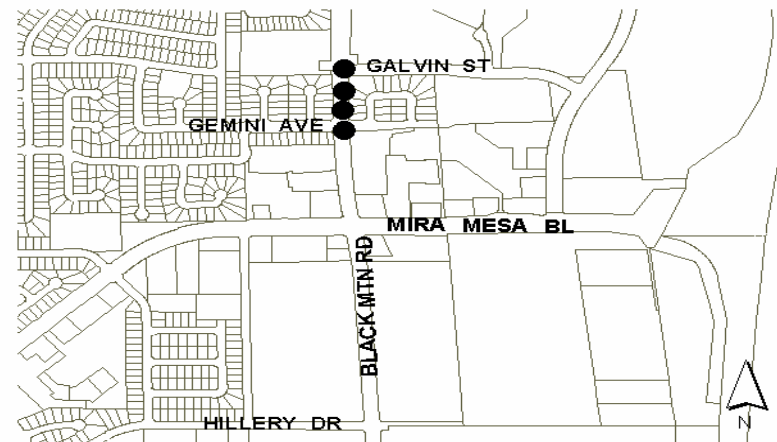 GALVIN ST
GEMINI AVE
MIRA MESA BL
BLACK MTN RD
HILLERY DR
N